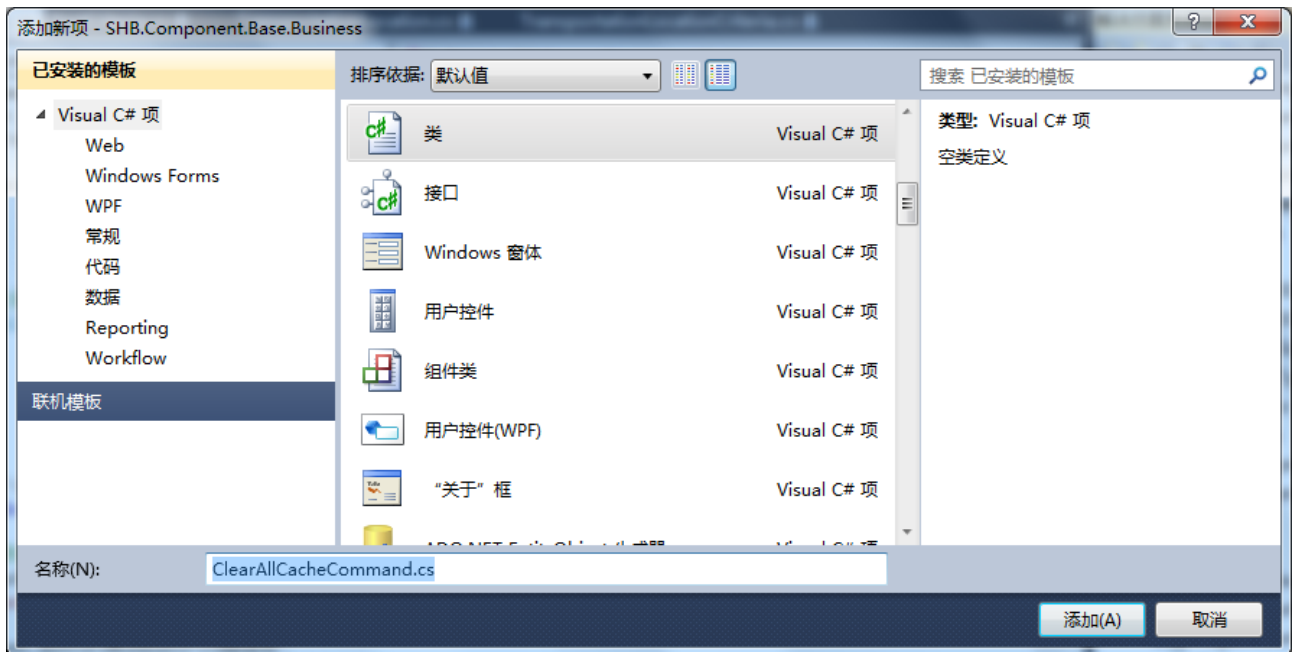 添加新项 - SHB.Component.Base.Business
已安装的模板
排序依据: 默认值
搜索 已安装的模板
Visual C# 项
Web
Windows Forms
WPF
常规
代码
数据
Reporting
Workflow
联机模板
类 Visual C# 项
接口 Visual C# 项
Windows 窗体 Visual C# 项
用户控件 Visual C# 项
组件类 Visual C# 项
用户控件(WPF) Visual C# 项
“关于”框 Visual C# 项
类型: Visual C# 项
空类定义
名称(N): ClearAllCacheCommand.cs
添加(A) 取消